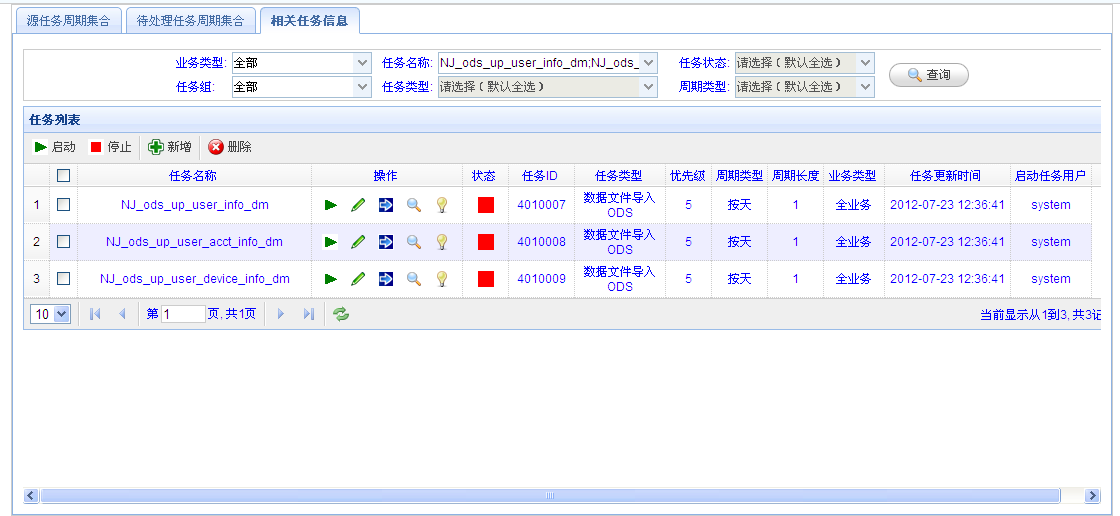 源任务周期集合 待处理任务周期集合 相关任务信息
业务类型: 全部 任务名称: NJ_ods_up_user_info_dm;NJ_ods_ 任务状态: 请选择(默认全选) 查询
任务组: 全部 任务类型: 请选择(默认全选) 周期类型: 请选择(默认全选)
任务列表
启动 停止 新增 删除
任务名称 操作 状态 任务ID 任务类型 优先级 周期类型 周期长度 业务类型 任务更新时间 启动任务用户
1 NJ_ods_up_user_info_dm 4010007 数据文件导入ODS 5 按天 1 全业务 2012-07-23 12:36:41 system
2 NJ_ods_up_user_acct_info_dm 4010008 数据文件导入ODS 5 按天 1 全业务 2012-07-23 12:36:41 system
3 NJ_ods_up_user_device_info_dm 4010009 数据文件导入ODS 5 按天 1 全业务 2012-07-23 12:36:41 system
10 第 1 页, 共1页 当前显示从1到3, 共3记